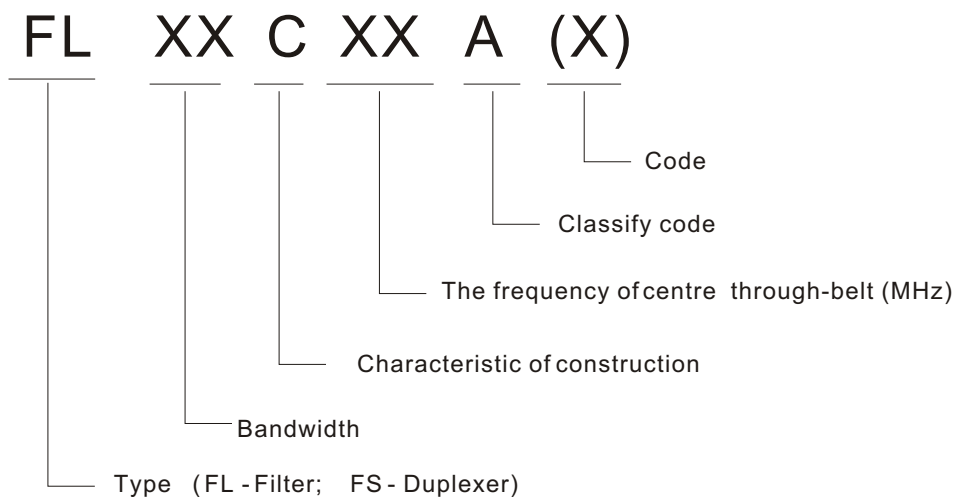 FL XX C XX A (X)
Code
Classify code
The frequency of centre through-belt (MHz)
Characteristic of construction
Bandwidth
Type (FL - Filter; FS - Duplexer)